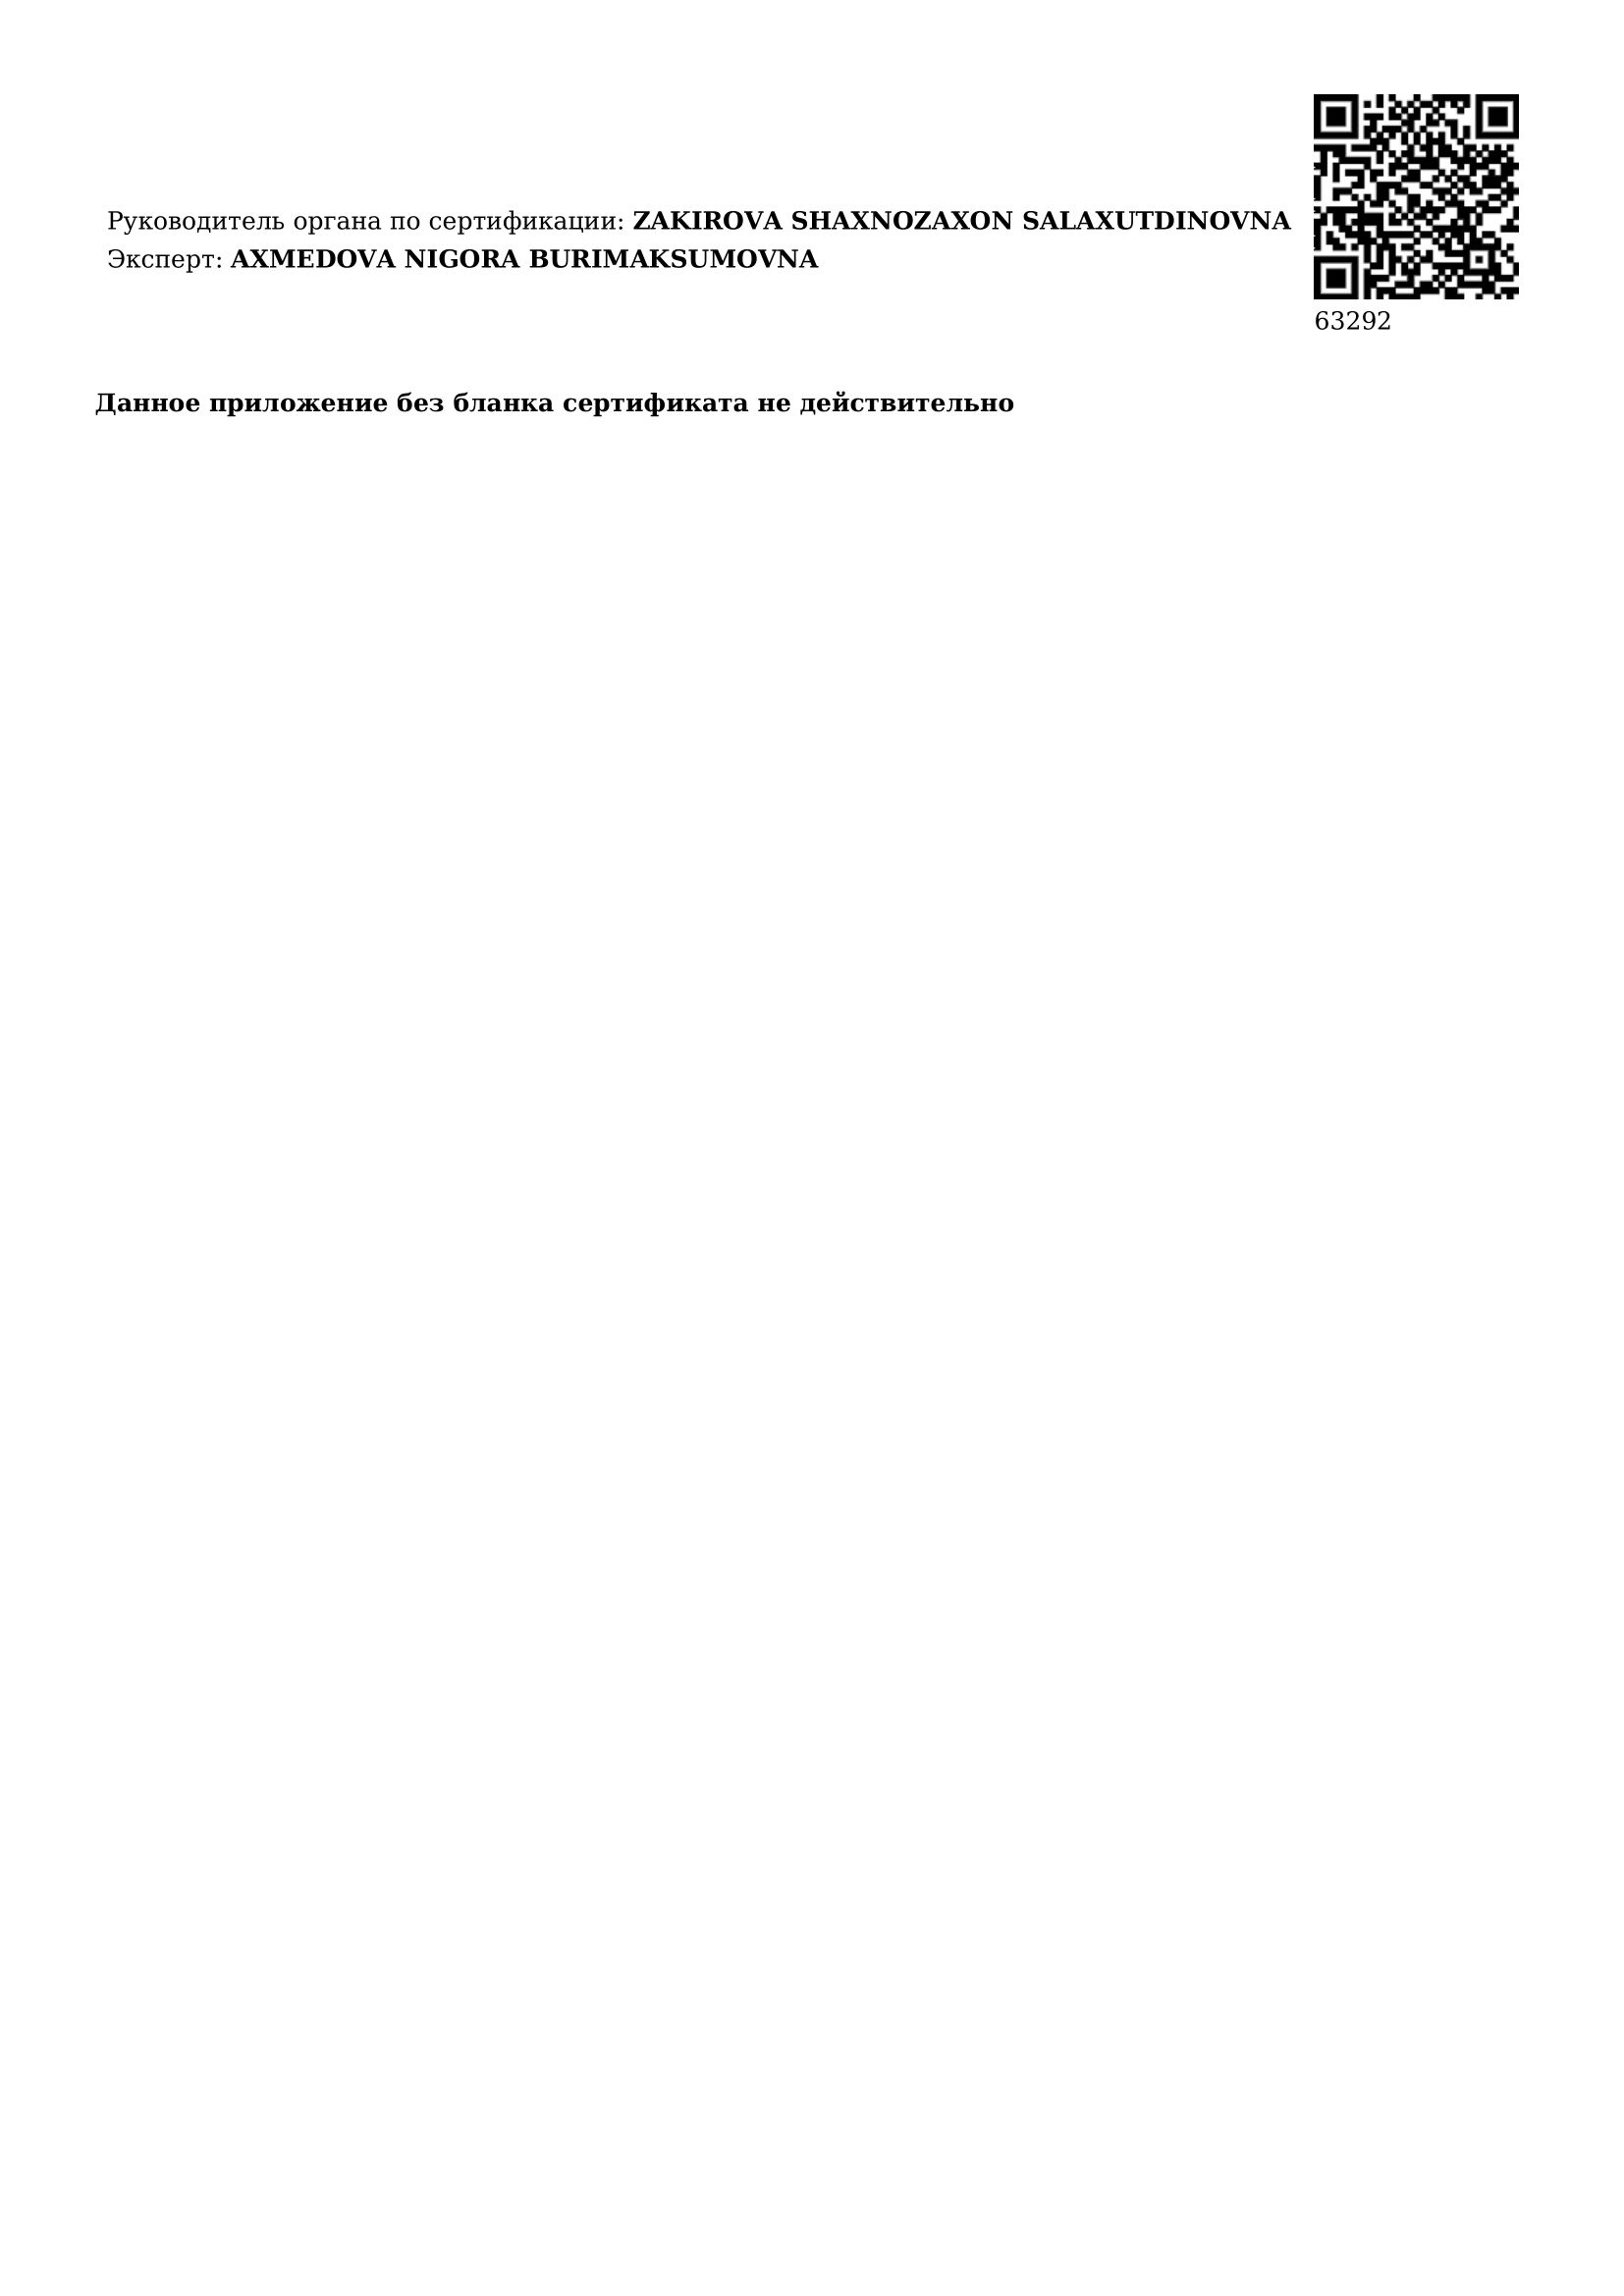 Руководитель органа по сертификации: ZAKIROVA SHAXNOZAXON SALAXUTDINOVNA
Эксперт: AXMEDOVA NIGORA BURIMAKSUMOVNA
63292
Данное приложение без бланка сертификата не действительно